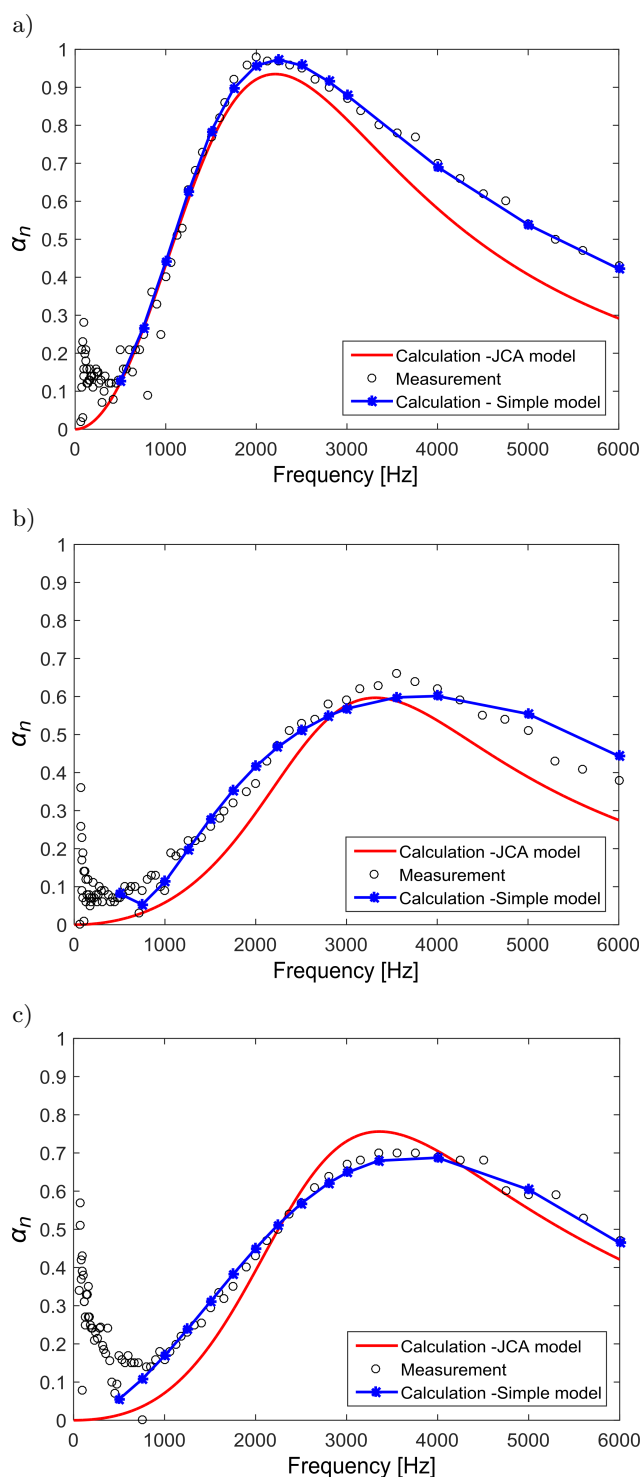 a)
1
0.9
0.8
0.7
0.6
0.5
0.4
0.3
0.2
0.1
0
αn
Calculation -JCA model
Measurement
Calculation - Simple model
0 1000 2000 3000 4000 5000 6000
Frequency [Hz]
b)
1
0.9
0.8
0.7
0.6
0.5
0.4
0.3
0.2
0.1
0
αn
Calculation -JCA model
Measurement
Calculation -Simple model
0 1000 2000 3000 4000 5000 6000
Frequency [Hz]
c)
1
0.9
0.8
0.7
0.6
0.5
0.4
0.3
0.2
0.1
0
αn
Calculation -JCA model
Measurement
Calculation -Simple model
0 1000 2000 3000 4000 5000 6000
Frequency [Hz]